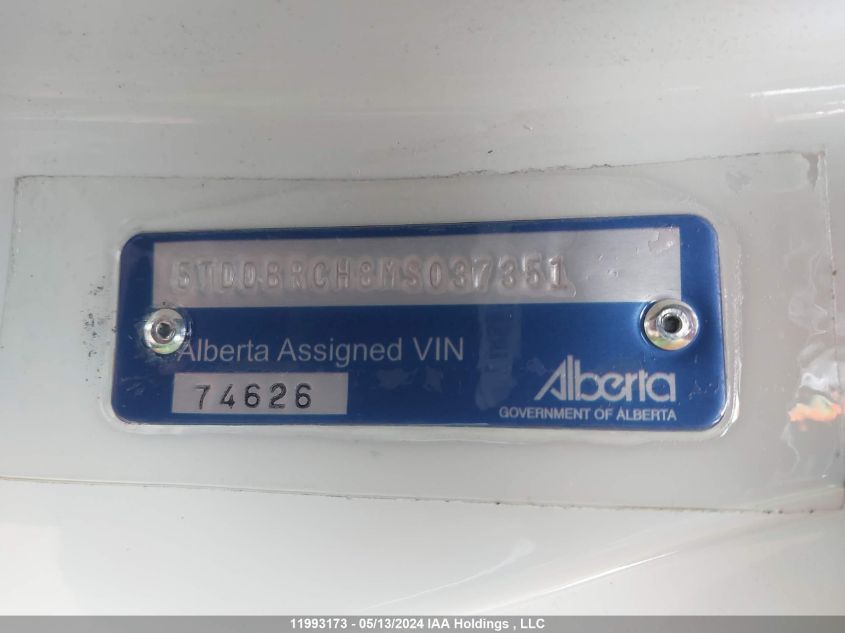 5TDDBRCH8MS037351
Alberta Assigned VIN
74626
Alberta
GOVERNMENT OF ALBERTA
11993173 - 05/13/2024 IAA Holdings , LLC